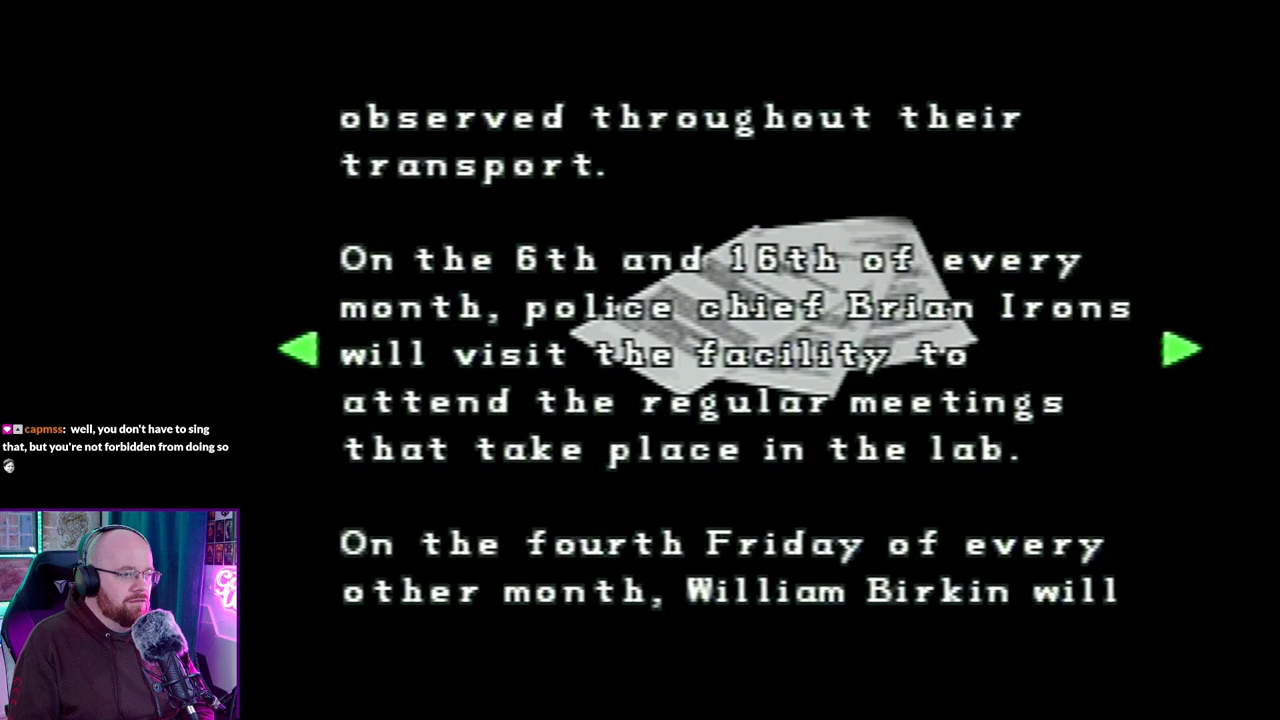 observed throughout their
transport.
On the 6th and 16th of every
month, police chief Brian Irons
will visit the facility to
attend the regular meetings
that take place in the lab.
On the fourth Friday of every
other month, William Birkin will
capmss: well, you don't have to sing
that, but you're not forbidden from doing so